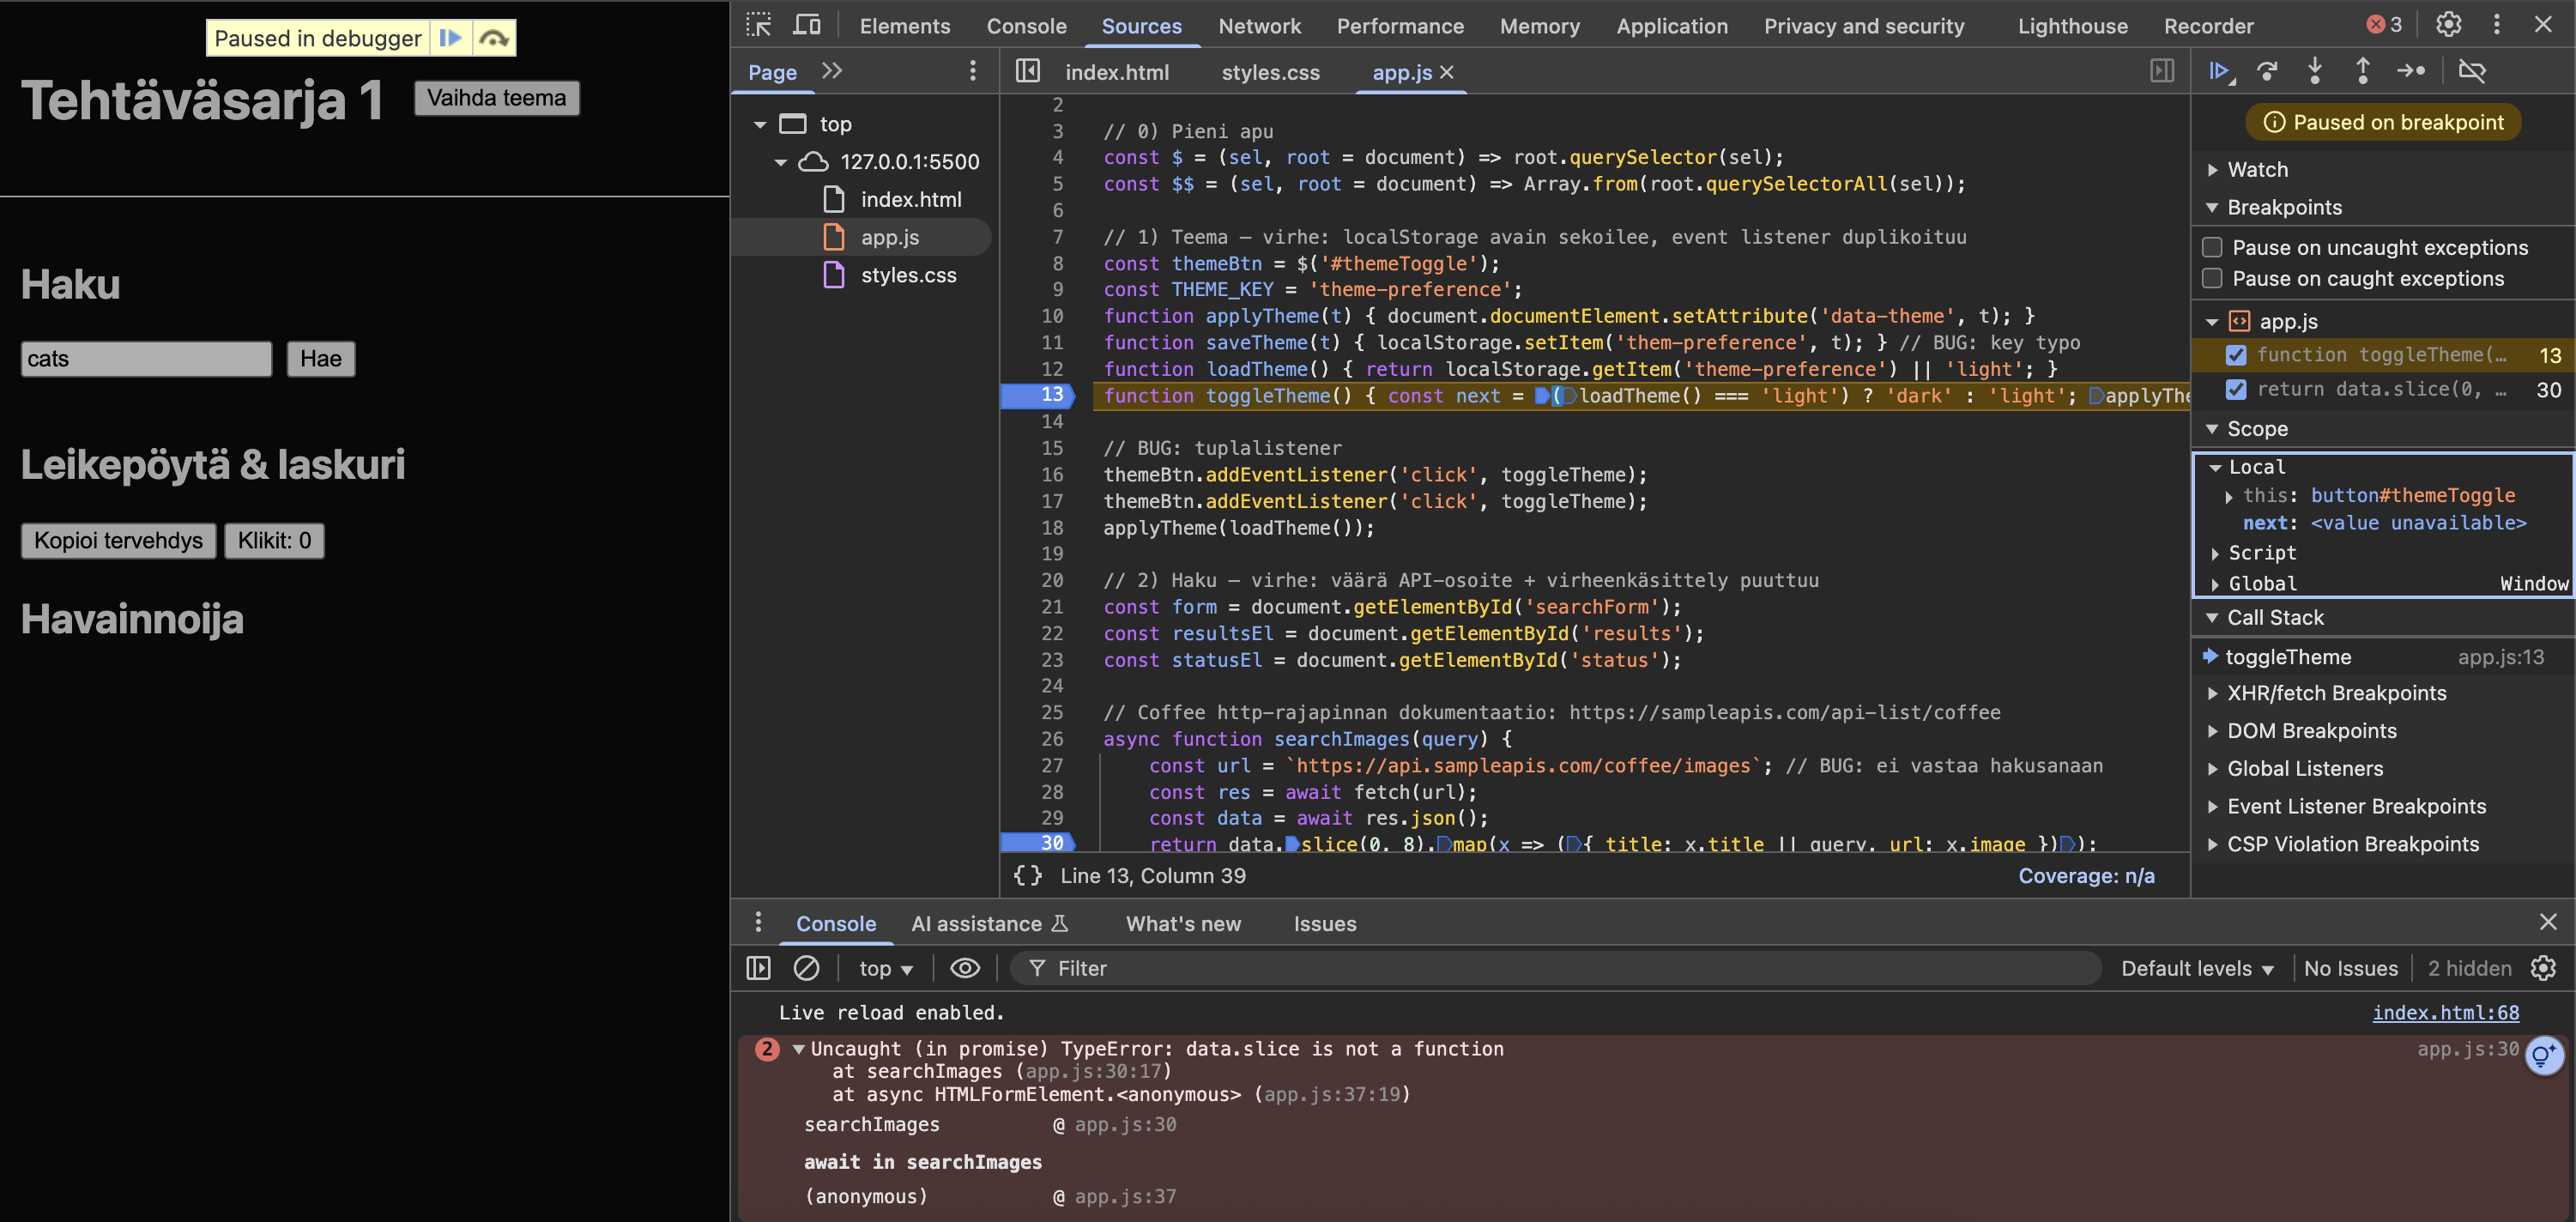 Paused in debugger
Tehtäväsarja 1
Vaihda teema
Haku
cats
Hae
Leikepöytä & laskuri
Kopioi tervehdys
Klikit: 0
Havainnoija
Elements Console Sources Network Performance Memory Application Privacy and security Lighthouse Recorder
3
Page
index.html styles.css app.js
top
127.0.0.1:5500
index.html
app.js
styles.css
2
3 // 0) Pieni apu
4 const $ = (sel, root = document) => root.querySelector(sel);
5 const $$ = (sel, root = document) => Array.from(root.querySelectorAll(sel));
6
7 // 1) Teema – virhe: localStorage avain sekoilee, event listener duplikoituu
8 const themeBtn = $('#themeToggle');
9 const THEME_KEY = 'theme-preference';
10 function applyTheme(t) { document.documentElement.setAttribute('data-theme', t); }
11 function saveTheme(t) { localStorage.setItem('them-preference', t); } // BUG: key typo
12 function loadTheme() { return localStorage.getItem('theme-preference') || 'light'; }
13 function toggleTheme() { const next = (loadTheme() === 'light') ? 'dark' : 'light'; applyThe
14
15 // BUG: tuplalistener
16 themeBtn.addEventListener('click', toggleTheme);
17 themeBtn.addEventListener('click', toggleTheme);
18 applyTheme(loadTheme());
19
20 // 2) Haku – virhe: väärä API-osoite + virheenkäsittely puuttuu
21 const form = document.getElementById('searchForm');
22 const resultsEl = document.getElementById('results');
23 const statusEl = document.getElementById('status');
24
25 // Coffee http-rajapinnan dokumentaatio: https://sampleapis.com/api-list/coffee
26 async function searchImages(query) {
27 const url = `https://api.sampleapis.com/coffee/images`; // BUG: ei vastaa hakusanaan
28 const res = await fetch(url);
29 const data = await res.json();
30 return data.slice(0, 8).map(x => ({ title: x.title || query, url: x.image }));
{ } Line 13, Column 39
Coverage: n/a
Paused on breakpoint
Watch
Breakpoints
Pause on uncaught exceptions
Pause on caught exceptions
app.js
function toggleTheme(… 13
return data.slice(0, … 30
Scope
Local
this: button#themeToggle
next: <value unavailable>
Script
Global Window
Call Stack
toggleTheme app.js:13
XHR/fetch Breakpoints
DOM Breakpoints
Global Listeners
Event Listener Breakpoints
CSP Violation Breakpoints
Console AI assistance What's new Issues
top Filter Default levels No Issues 2 hidden
Live reload enabled. index.html:68
2 Uncaught (in promise) TypeError: data.slice is not a function app.js:30
at searchImages (app.js:30:17)
at async HTMLFormElement.<anonymous> (app.js:37:19)
searchImages @ app.js:30
await in searchImages
(anonymous) @ app.js:37